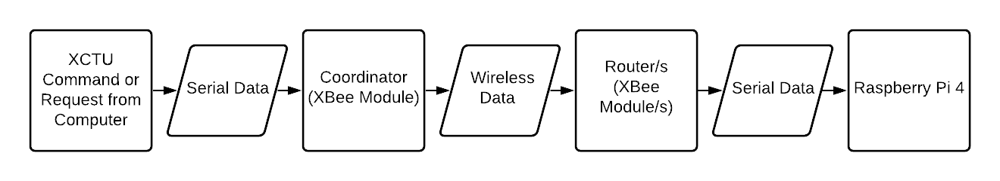 XCTU
Command or
Request from
Computer
Serial Data
Coordinator
(XBee Module)
Wireless
Data
Router/s
(XBee
Module/s)
Serial Data
Raspberry Pi 4